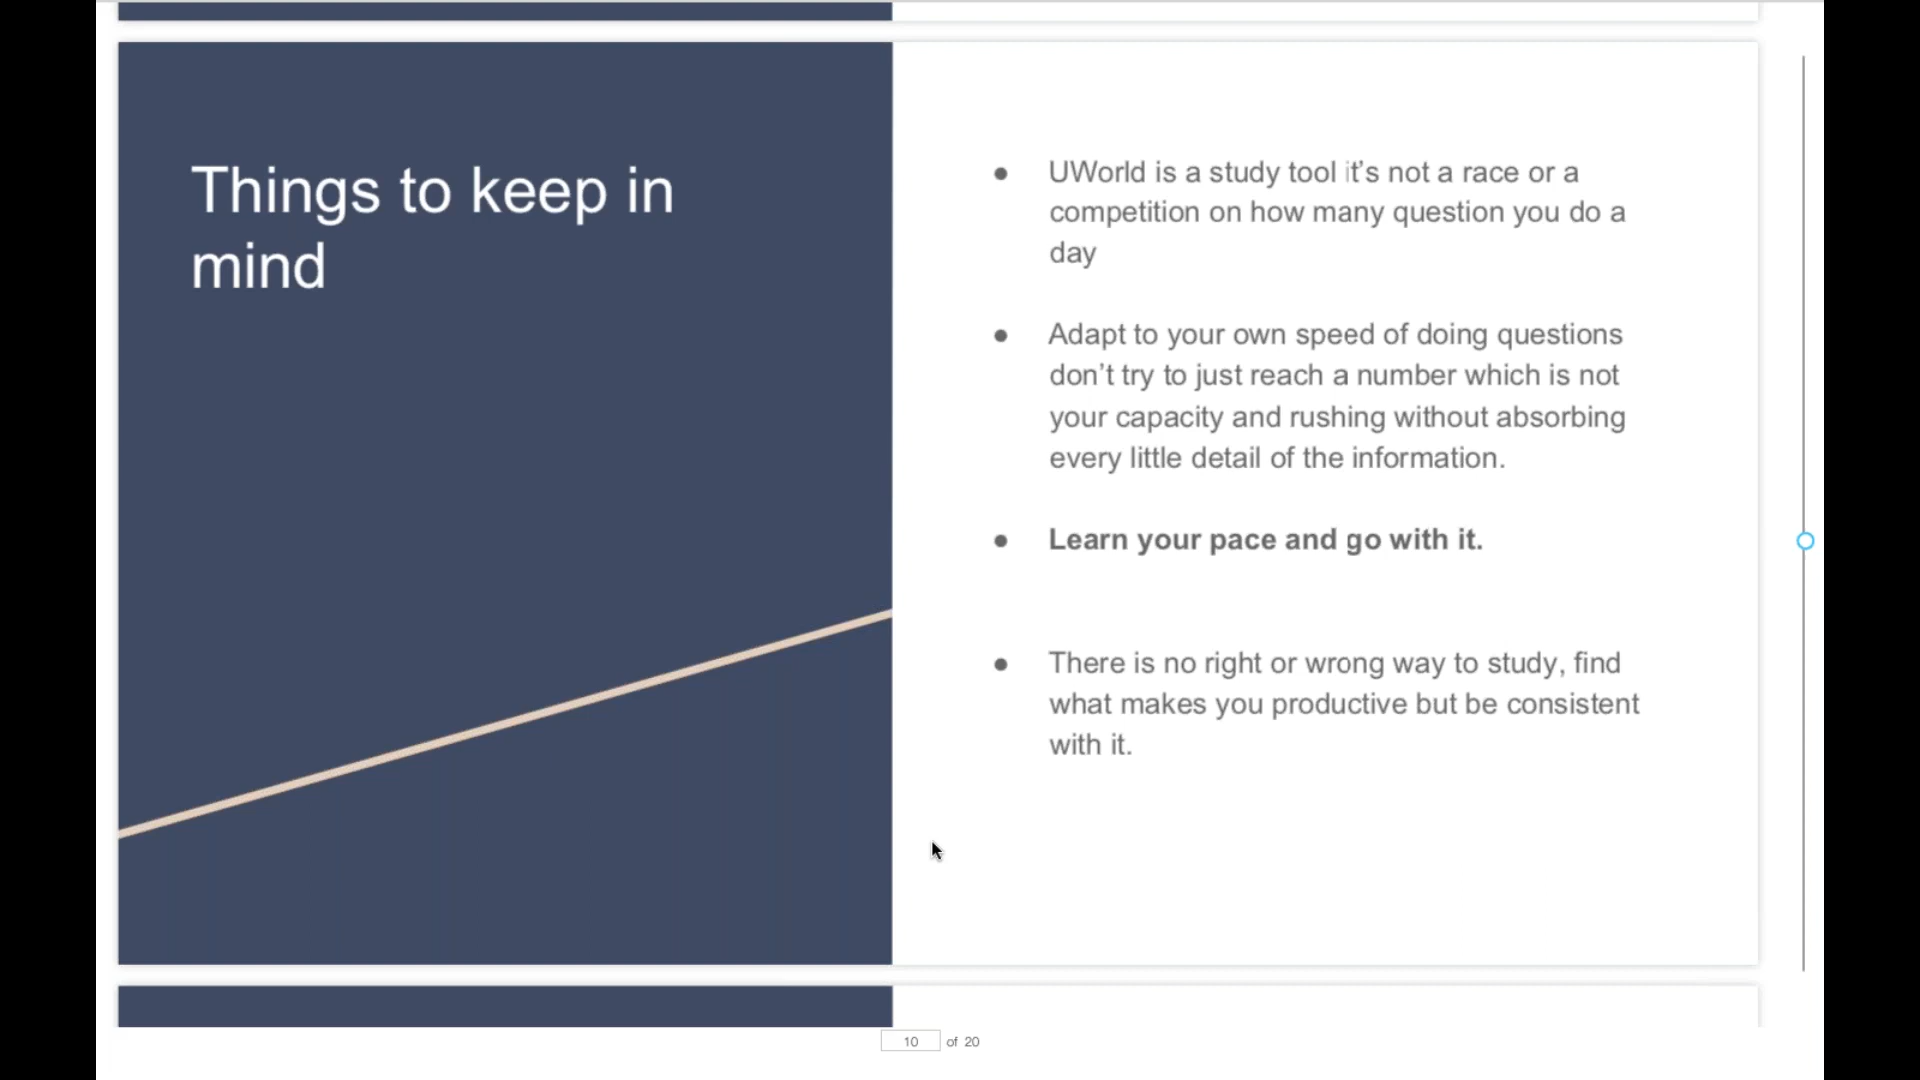 Things to keep in
mind
● UWorld is a study tool it's not a race or a
competition on how many question you do a
day
● Adapt to your own speed of doing questions
don't try to just reach a number which is not
your capacity and rushing without absorbing
every little detail of the information.
● Learn your pace and go with it.
● There is no right or wrong way to study, find
what makes you productive but be consistent
with it.
10 of 20